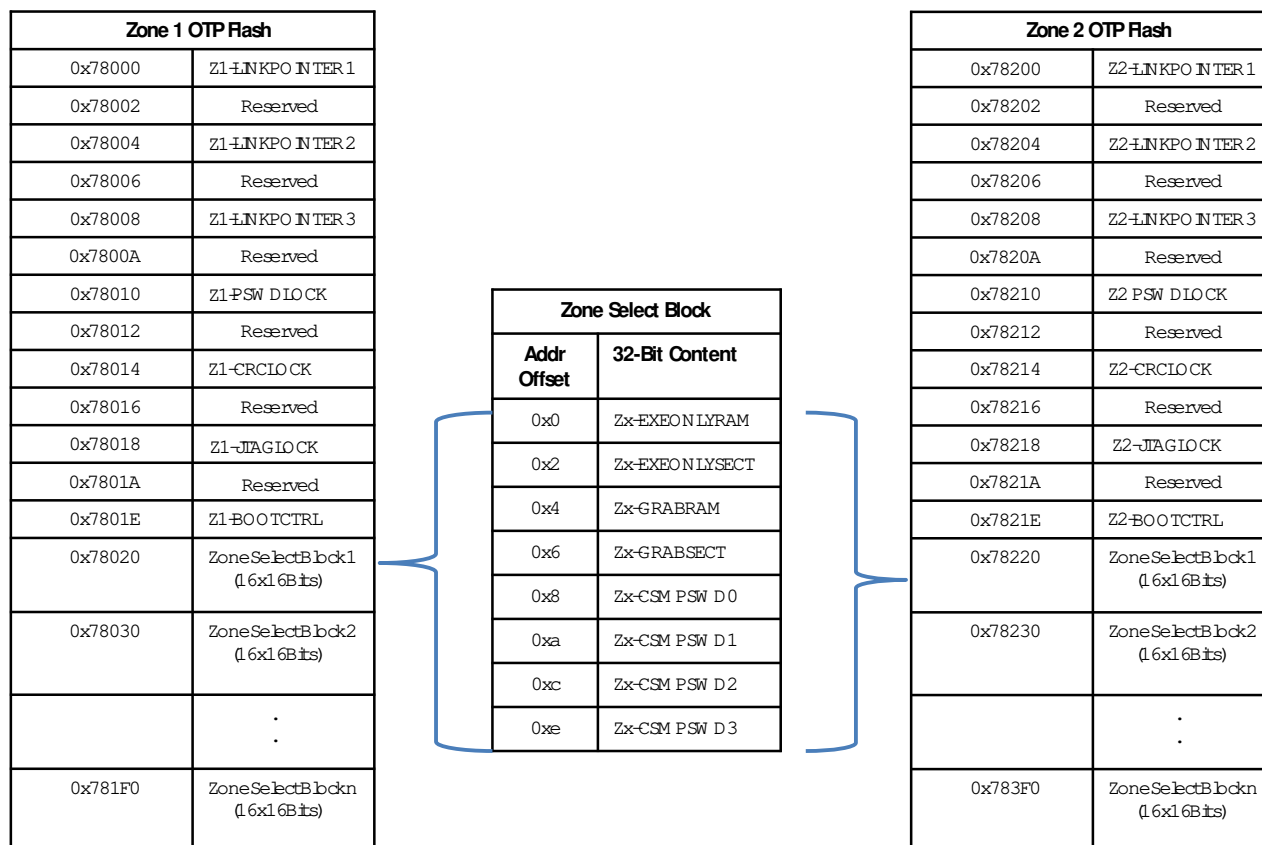 Zone 1 OTP Flash
0x78000 Z1-LINKPOINTER1
0x78002 Reserved
0x78004 Z1-LINKPOINTER2
0x78006 Reserved
0x78008 Z1-LINKPOINTER3
0x7800A Reserved
0x78010 Z1-PSWDLOCK
0x78012 Reserved
0x78014 Z1-CRCLOCK
0x78016 Reserved
0x78018 Z1-JTAGLOCK
0x7801A Reserved
0x7801E Z1-BOOTCTRL
0x78020 ZoneSelectBlock1
(16x16Bits)
0x78030 ZoneSelectBlock2
(16x16Bits)
.
.
0x781F0 ZoneSelectBlockn
(16x16Bits)
Zone Select Block
Addr Offset 32-Bit Content
0x0 Zx-EXEONLYRAM
0x2 Zx-EXEONLYSECT
0x4 Zx-GRABRAM
0x6 Zx-GRABSECT
0x8 Zx-CSMPSWD0
0xa Zx-CSMPSWD1
0xc Zx-CSMPSWD2
0xe Zx-CSMPSWD3
Zone 2 OTP Flash
0x78200 Z2-LINKPOINTER1
0x78202 Reserved
0x78204 Z2-LINKPOINTER2
0x78206 Reserved
0x78208 Z2-LINKPOINTER3
0x7820A Reserved
0x78210 Z2 PSWDLOCK
0x78212 Reserved
0x78214 Z2-CRCLOCK
0x78216 Reserved
0x78218 Z2-JTAGLOCK
0x7821A Reserved
0x7821E Z2-BOOTCTRL
0x78220 ZoneSelectBlock1
(16x16Bits)
0x78230 ZoneSelectBlock2
(16x16Bits)
.
.
0x783F0 ZoneSelectBlockn
(16x16Bits)